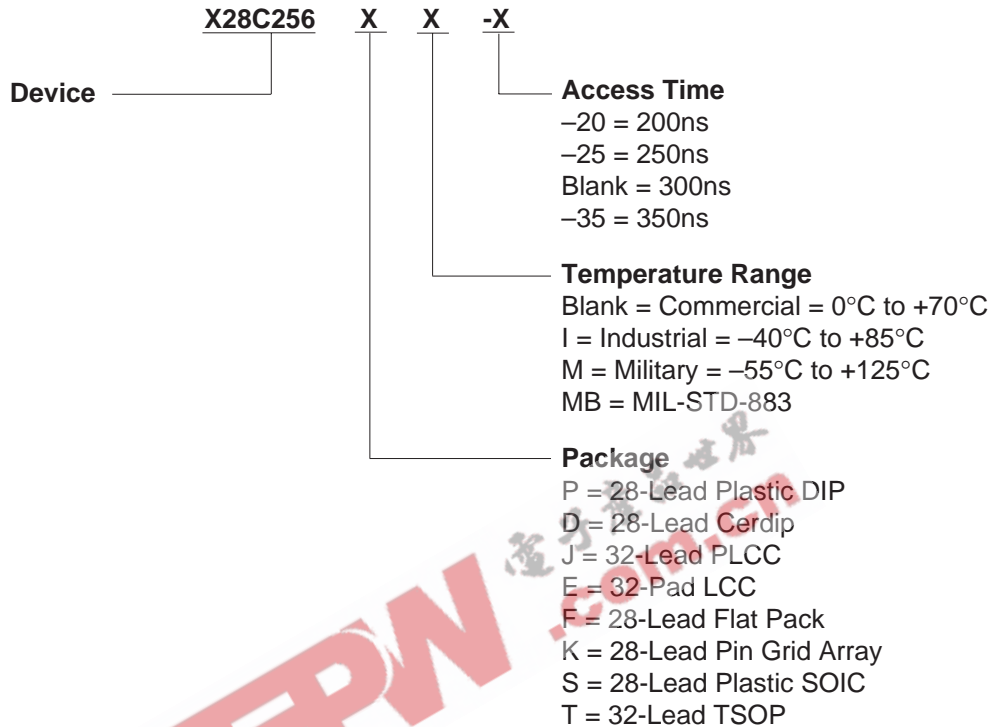 X28C256 X X -X
Device
Access Time
–20 = 200ns
–25 = 250ns
Blank = 300ns
–35 = 350ns
Temperature Range
Blank = Commercial = 0°C to +70°C
I = Industrial = –40°C to +85°C
M = Military = –55°C to +125°C
MB = MIL-STD-883
Package
P = 28-Lead Plastic DIP
D = 28-Lead Cerdip
J = 32-Lead PLCC
E = 32-Pad LCC
F = 28-Lead Flat Pack
K = 28-Lead Pin Grid Array
S = 28-Lead Plastic SOIC
T = 32-Lead TSOP
.com.cn